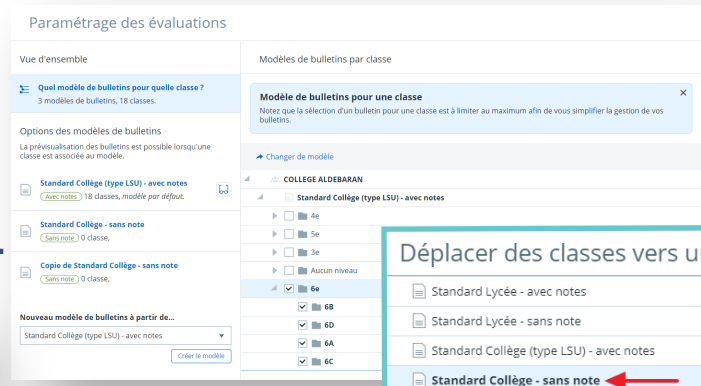 Paramétrage des évaluations
Vue d'ensemble
Quel modèle de bulletins pour quelle classe ?
3 modèles de bulletins, 18 classes.
Options des modèles de bulletins
La prévisualisation des bulletins est possible lorsqu'une
classe est associée au modèle.
Standard Collège (type LSU) - avec notes
Avec notes 18 classes, modèle par défaut.
Standard Collège - sans note
Sans note 0 classe,
Copie de Standard Collège - sans note
Sans note 0 classe,
Nouveau modèle de bulletins à partir de...
Standard Collège (type LSU) - avec notes
Créer le modèle
Modèles de bulletins par classe
Modèle de bulletins pour une classe
Notez que la sélection d'un bulletin pour une classe est à limiter au maximum afin de vous simplifier la gestion de vos
bulletins.
Changer de modèle
COLLEGE ALDEBARAN
Standard Collège (type LSU) - avec notes
4e
5e
3e
Aucun niveau
6e
6B
6D
6A
6C
Déplacer des classes vers u
Standard Lycée - avec notes
Standard Lycée - sans note
Standard Collège (type LSU) - avec notes
Standard Collège - sans note